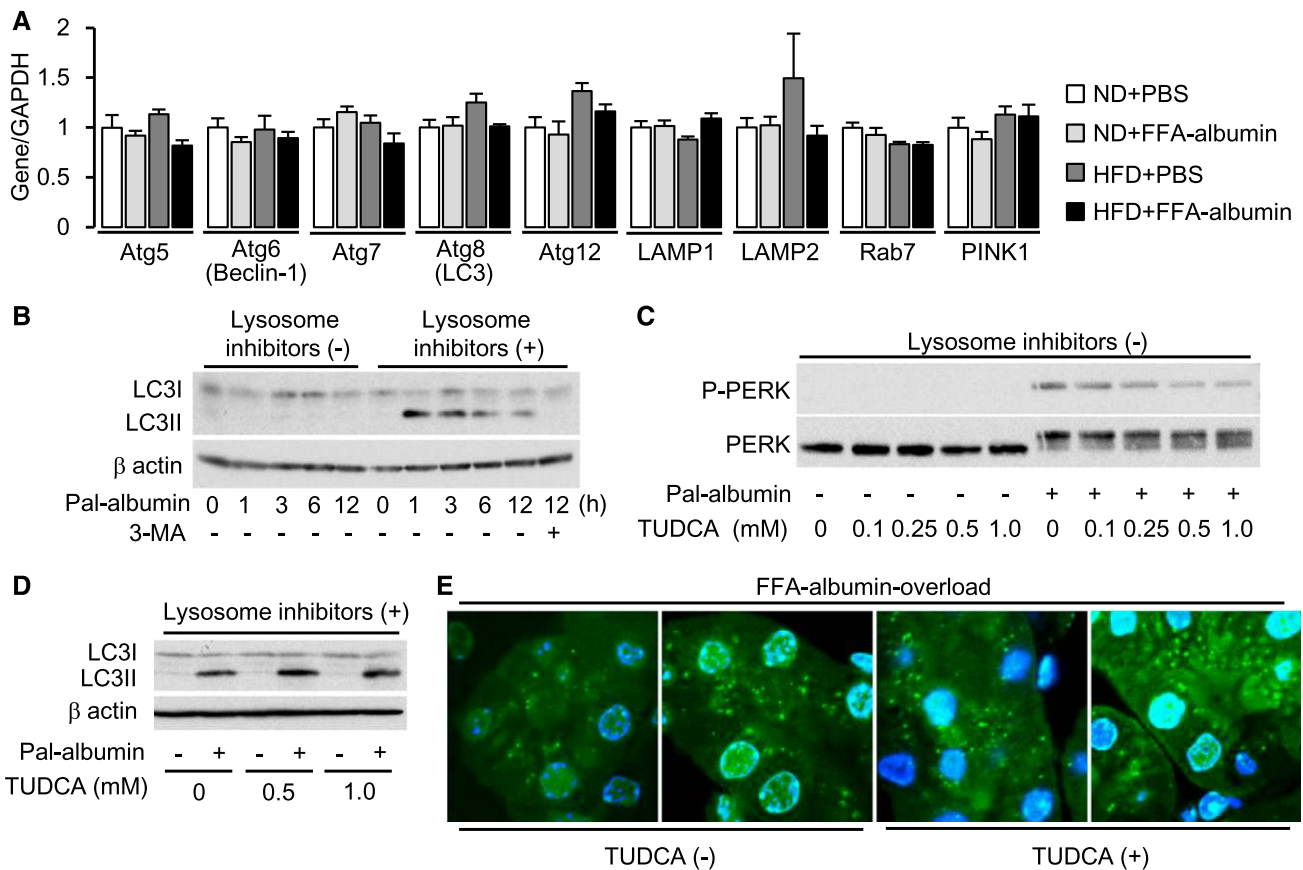 A
2
1.5
1
0.5
0
Gene/GAPDH
Atg5
Atg6
(Beclin-1)
Atg7
Atg8
(LC3)
Atg12
LAMP1
LAMP2
Rab7
PINK1
ND+PBS
ND+FFA-albumin
HFD+PBS
HFD+FFA-albumin
B
Lysosome
inhibitors (-)
Lysosome
inhibitors (+)
LC3I
LC3II
β actin
Pal-albumin 0 1 3 6 12 0 1 3 6 12 12 (h)
3-MA - - - - - - - - - - +
C
Lysosome inhibitors (-)
P-PERK
PERK
Pal-albumin - - - - - + + + + +
TUDCA (mM) 0 0.1 0.25 0.5 1.0 0 0.1 0.25 0.5 1.0
D
Lysosome inhibitors (+)
LC3I
LC3II
β actin
Pal-albumin - + - + - +
TUDCA (mM) 0 0.5 1.0
E
FFA-albumin-overload
TUDCA (-)
TUDCA (+)